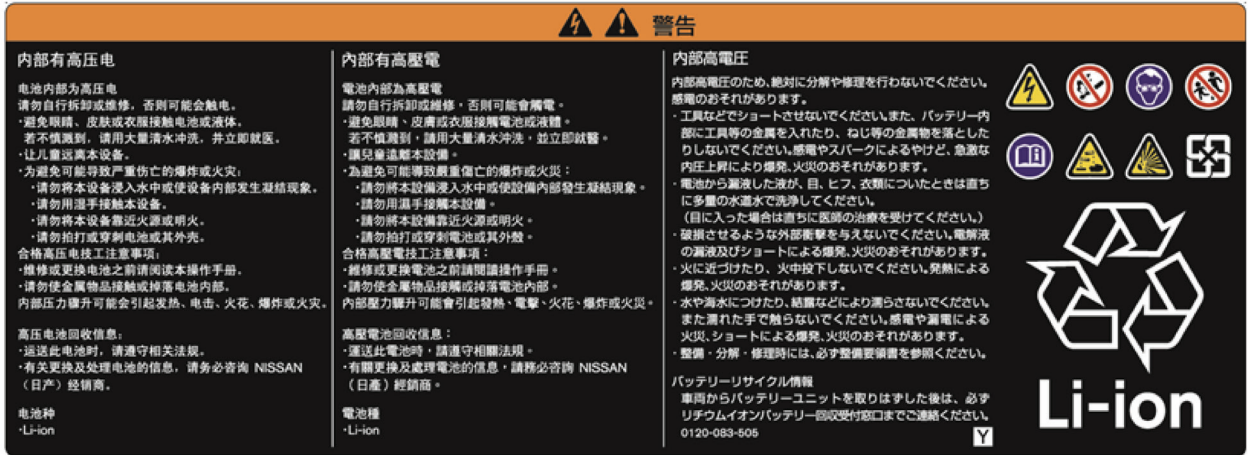 警告
内部有高压电
电池内部为高压电
请勿自行拆卸或维修，否则可能会触电。
·避免眼睛、皮肤或衣服接触电池或液体。
若不慎溅到，请用大量清水冲洗，并立即就医。
·让儿童远离本设备。
·为避免可能导致严重伤亡的爆炸或火灾:
·请勿将本设备浸入水中或使设备内部发生凝结现象。
·请勿用湿手接触本设备。
·请勿将本设备靠近火源或明火。
·请勿拍打或穿刺电池或其外壳。
合格高压电技工注意事项:
·维修或更换电池之前请阅读本操作手册。
·请勿使金属物品接触或掉落电池内部。
内部压力骤升可能会引起发热、电击、火花、爆炸或火灾。
高压电池回收信息:
·运送此电池时，请遵守相关法规。
·有关更换及处理电池的信息，请务必咨询 NISSAN
（日产）经销商。
电池种
·Li-ion
內部有高壓電
電池內部為高壓電
請勿自行拆卸或維修，否則可能會觸電。
·避免眼睛、皮膚或衣服接觸電池或液體。
若不慎濺到，請用大量清水沖洗，並立即就醫。
·讓兒童遠離本設備。
·為避免可能導致嚴重傷亡的爆炸或火災：
·請勿將本設備浸入水中或使設備內部發生凝結現象。
·請勿用濕手接觸本設備。
·請勿將本設備靠近火源或明火。
·請勿拍打或穿刺電池或其外殼。
合格高壓電技工注意事項：
·維修或更換電池之前請閱讀操作手冊。
·請勿使金屬物品接觸或掉落電池內部。
內部壓力驟升可能會引起發熱、電擊、火花、爆炸或火災。
高壓電池回收信息：
·運送此電池時，請遵守相關法規。
·有關更換及處理電池的信息，請務必咨詢 NISSAN
（日產）經銷商。
電池種
·Li-ion
内部高電圧
内部高電圧のため、絶対に分解や修理を行わないでください。
感電のおそれがあります。
・工具などでショートさせないでください。また、バッテリー内
部に工具等の金属を入れたり、ねじ等の金属物を落とした
りしないでください。感電やスパークによるやけど、急激な
内圧上昇により爆発、火災のおそれがあります。
・電池から漏液した液が、目、ヒフ、衣類についたときは直ち
に多量の水道水で洗浄してください。
（目に入った場合は直ちに医師の治療を受けてください。）
・破損させるような外部衝撃を与えないでください。電解液
の漏液及びショートによる爆発、火災のおそれがあります。
・火に近づけたり、火中投下しないでください。発熱による
爆発、火災のおそれがあります。
・水や海水につけたり、結露などにより濡らさないでください。
また濡れた手で触らないでください。感電や漏電による
火災、ショートによる爆発、火災のおそれがあります。
・整備・分解・修理時には、必ず整備要領書を参照ください。
バッテリーリサイクル情報
車両からバッテリーユニットを取りはずした後は、必ず
リチウムイオンバッテリー回収受付窓口までご連絡ください。
0120-083-505
Y
Li-ion